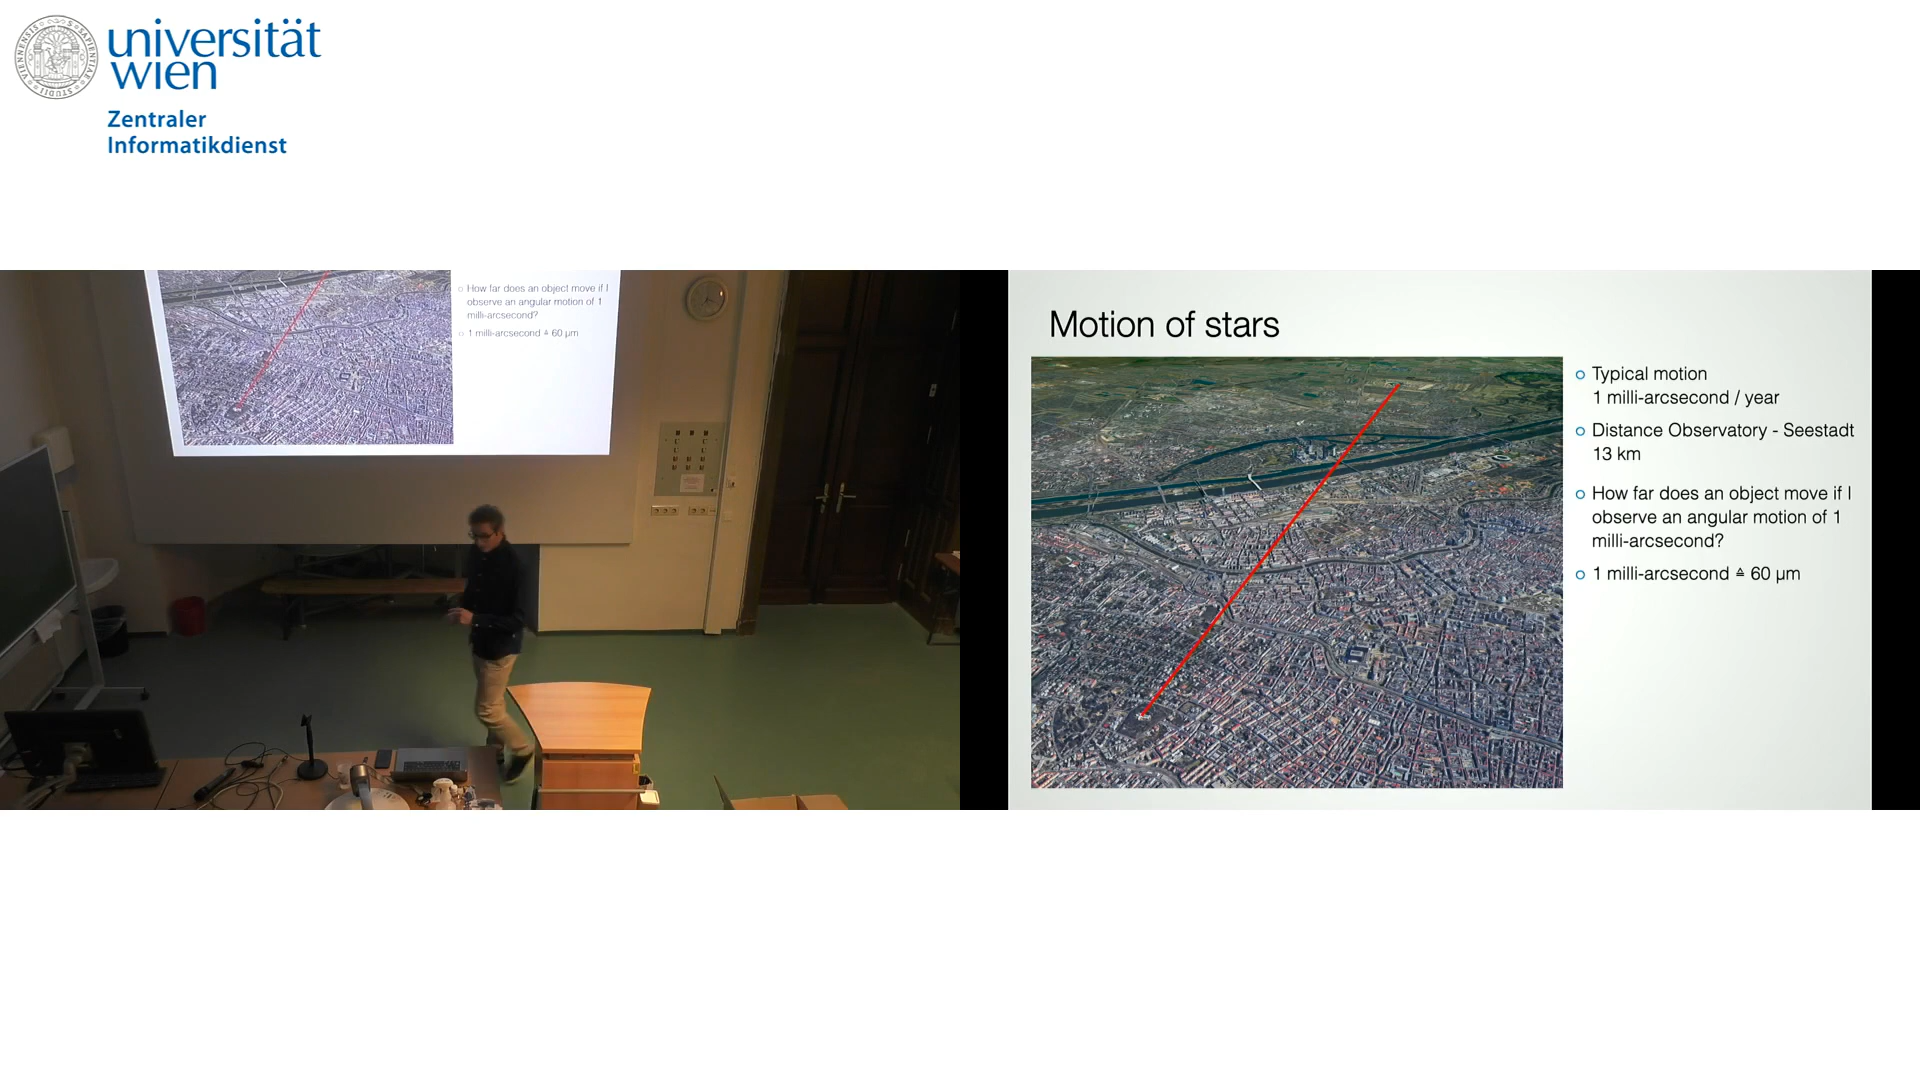 universität
wien
Zentraler
Informatikdienst
How far does an object move if I
observe an angular motion of 1
milli-arcsecond?
1 milli-arcsecond ≙ 60 µm
Motion of stars
Typical motion
1 milli-arcsecond / year
Distance Observatory - Seestadt
13 km
How far does an object move if I
observe an angular motion of 1
milli-arcsecond?
1 milli-arcsecond ≙ 60 µm